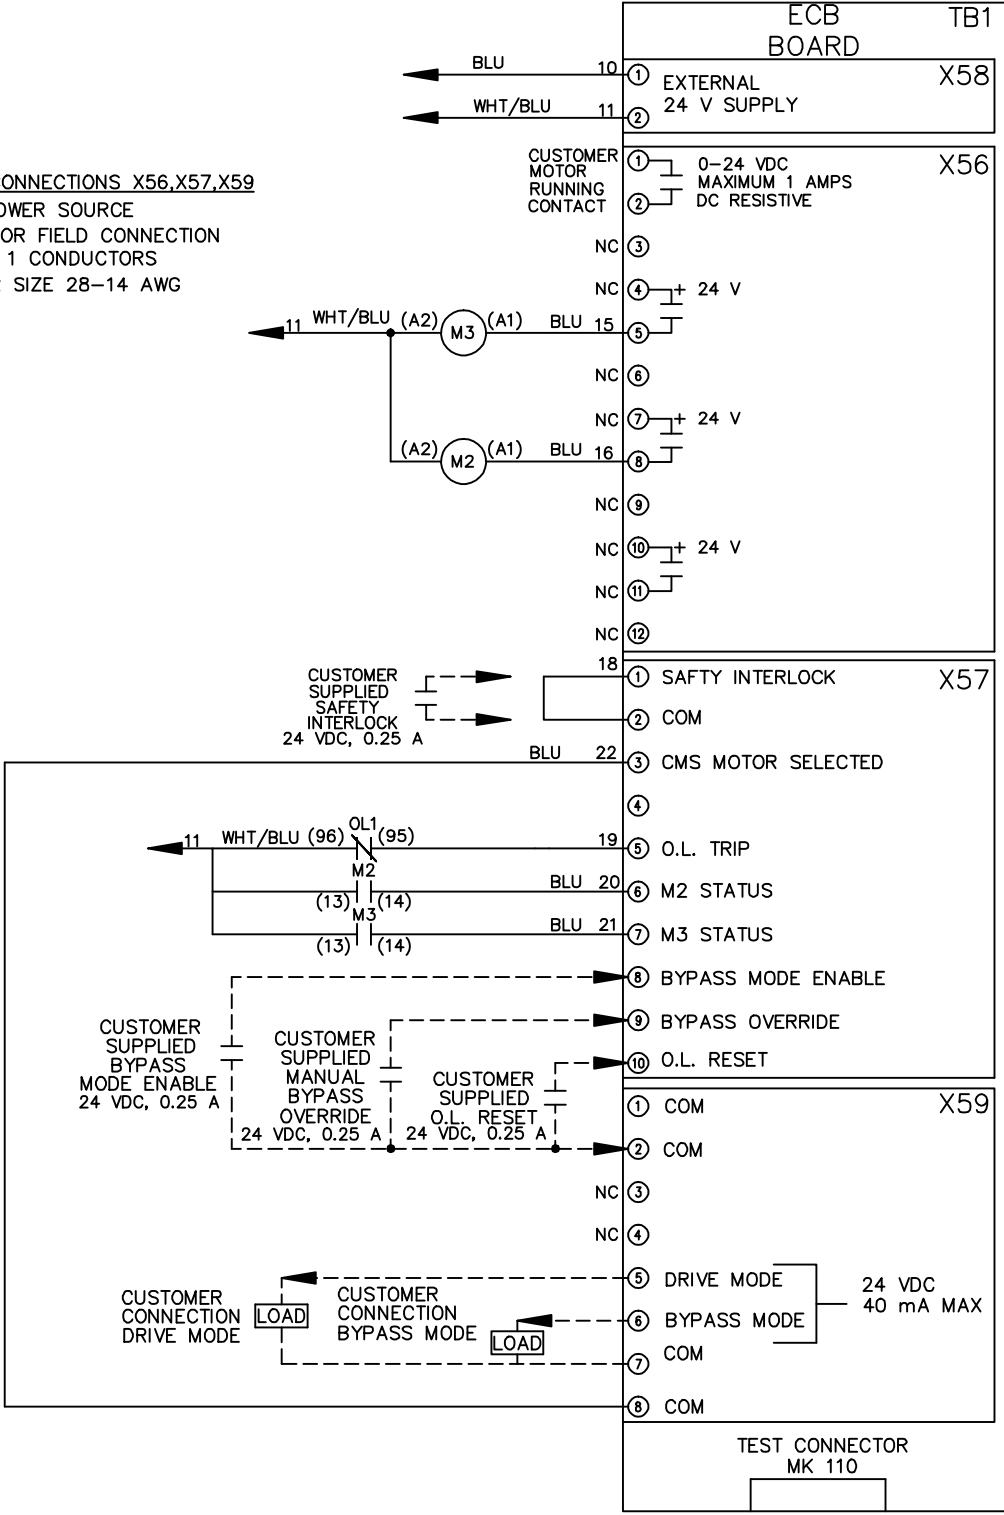 ECB TB1
BOARD
X58
BLU 10 1
EXTERNAL
24 V SUPPLY
WHT/BLU 11 2
X56
CUSTOMER
MOTOR
RUNNING
CONTACT
1
2
0-24 VDC
MAXIMUM 1 AMPS
DC RESISTIVE
ONNECTIONS X56,X57,X59
OWER SOURCE
OR FIELD CONNECTION
1 CONDUCTORS
SIZE 28-14 AWG
NC 3
NC 4 + 24 V
11 WHT/BLU (A2) M3 (A1) BLU 15 5
NC 6
NC 7 + 24 V
(A2) M2 (A1) BLU 16 8
NC 9
NC 10 + 24 V
NC 11
NC 12
X57
CUSTOMER
SUPPLIED
SAFETY
INTERLOCK
24 VDC, 0.25 A
18 1 SAFTY INTERLOCK
2 COM
BLU 22 3 CMS MOTOR SELECTED
4
11 WHT/BLU (96) OL1 (95) 19 5 O.L. TRIP
M2
(13) (14) BLU 20 6 M2 STATUS
M3
(13) (14) BLU 21 7 M3 STATUS
8 BYPASS MODE ENABLE
9 BYPASS OVERRIDE
10 O.L. RESET
CUSTOMER
SUPPLIED
BYPASS
MODE ENABLE
24 VDC, 0.25 A
CUSTOMER
SUPPLIED
MANUAL
BYPASS
OVERRIDE
24 VDC, 0.25 A
CUSTOMER
SUPPLIED
O.L. RESET
24 VDC, 0.25 A
X59
1 COM
2 COM
NC 3
NC 4
5 DRIVE MODE
6 BYPASS MODE
24 VDC
40 mA MAX
7 COM
8 COM
CUSTOMER
CONNECTION
DRIVE MODE
LOAD
CUSTOMER
CONNECTION
BYPASS MODE
LOAD
TEST CONNECTOR
MK 110